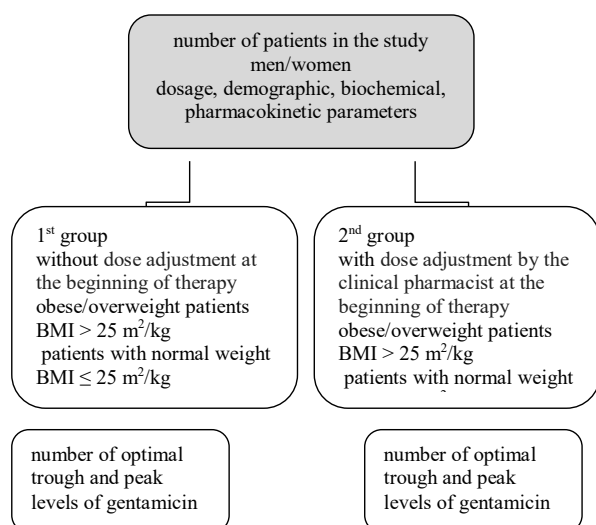 number of patients in the study
men/women
dosage, demographic, biochemical,
pharmacokinetic parameters
1st group
without dose adjustment at
the beginning of therapy
obese/overweight patients
BMI > 25 m²/kg
patients with normal weight
BMI ≤ 25 m²/kg
2nd group
with dose adjustment by the
clinical pharmacist at the
beginning of therapy
obese/overweight patients
BMI > 25 m²/kg
patients with normal weight
number of optimal
trough and peak
levels of gentamicin
number of optimal
trough and peak
levels of gentamicin